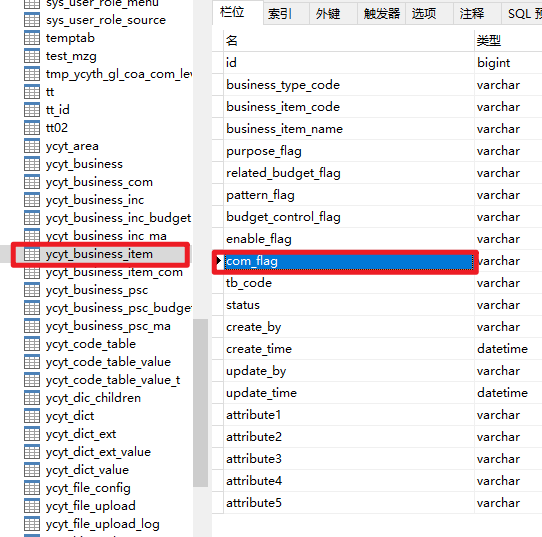 sys_user_role_menu
sys_user_role_source
temptab
test_mzg
tmp_ycyth_gl_coa_com_lev
tt
tt_id
tt02
ycyt_area
ycyt_business
ycyt_business_com
ycyt_business_inc
ycyt_business_inc_budget
ycyt_business_inc_ma
ycyt_business_item
ycyt_business_item_com
ycyt_business_psc
ycyt_business_psc_budget
ycyt_business_psc_ma
ycyt_code_table
ycyt_code_table_value
ycyt_code_table_value_t
ycyt_dic_children
ycyt_dict
ycyt_dict_ext
ycyt_dict_ext_value
ycyt_dict_value
ycyt_file_config
ycyt_file_upload
ycyt_file_upload_log
栏位 索引 外键 触发器 选项 注释 SQL 预
名 类型
id bigint
business_type_code varchar
business_item_code varchar
business_item_name varchar
purpose_flag varchar
related_budget_flag varchar
pattern_flag varchar
budget_control_flag varchar
enable_flag varchar
com_flag varchar
tb_code varchar
status varchar
create_by varchar
create_time datetime
update_by varchar
update_time datetime
attribute1 varchar
attribute2 varchar
attribute3 varchar
attribute4 varchar
attribute5 varchar